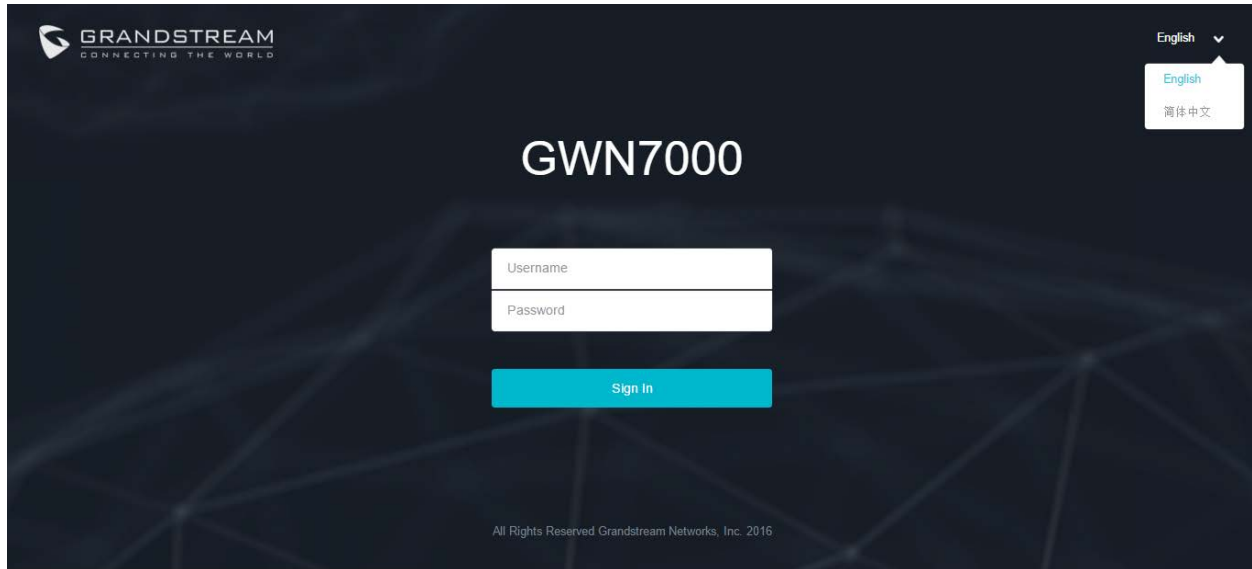 GRANDSTREAM
CONNECTING THE WORLD
English
English
简体中文
GWN7000
Username
Password
Sign In
All Rights Reserved Grandstream Networks, Inc. 2016